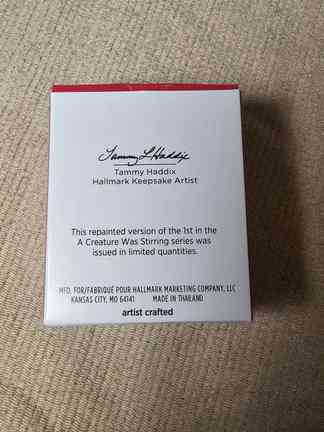 Tammy L Haddix
Tammy Haddix
Hallmark Keepsake Artist
This repainted version of the 1st in the
A Creature Was Stirring series was
issued in limited quantities.
MFD. FOR/FABRIQUÉ POUR HALLMARK MARKETING COMPANY, LLC
KANSAS CITY, MO 64141 MADE IN THAILAND
artist crafted